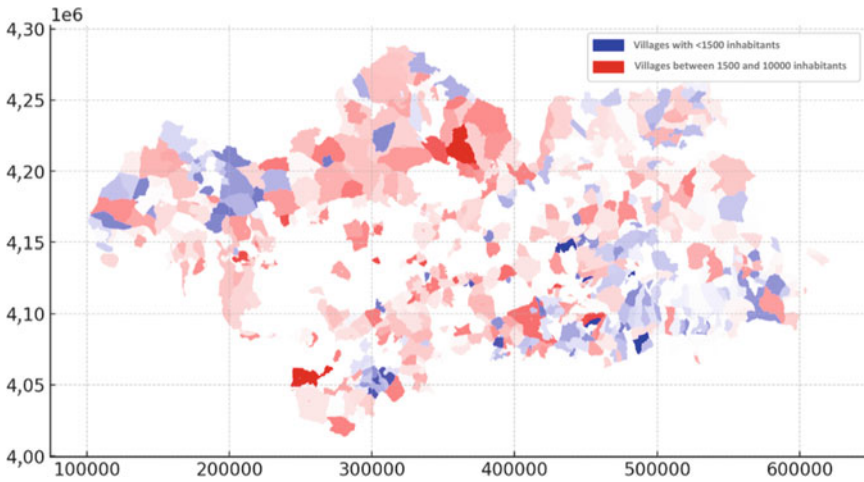 1e6
4,30
Villages with <1500 inhabitants
Villages between 1500 and 10000 inhabitants
4,25
4,20
4,15
4,10
4,05
4,00
100000 200000 300000 400000 500000 600000